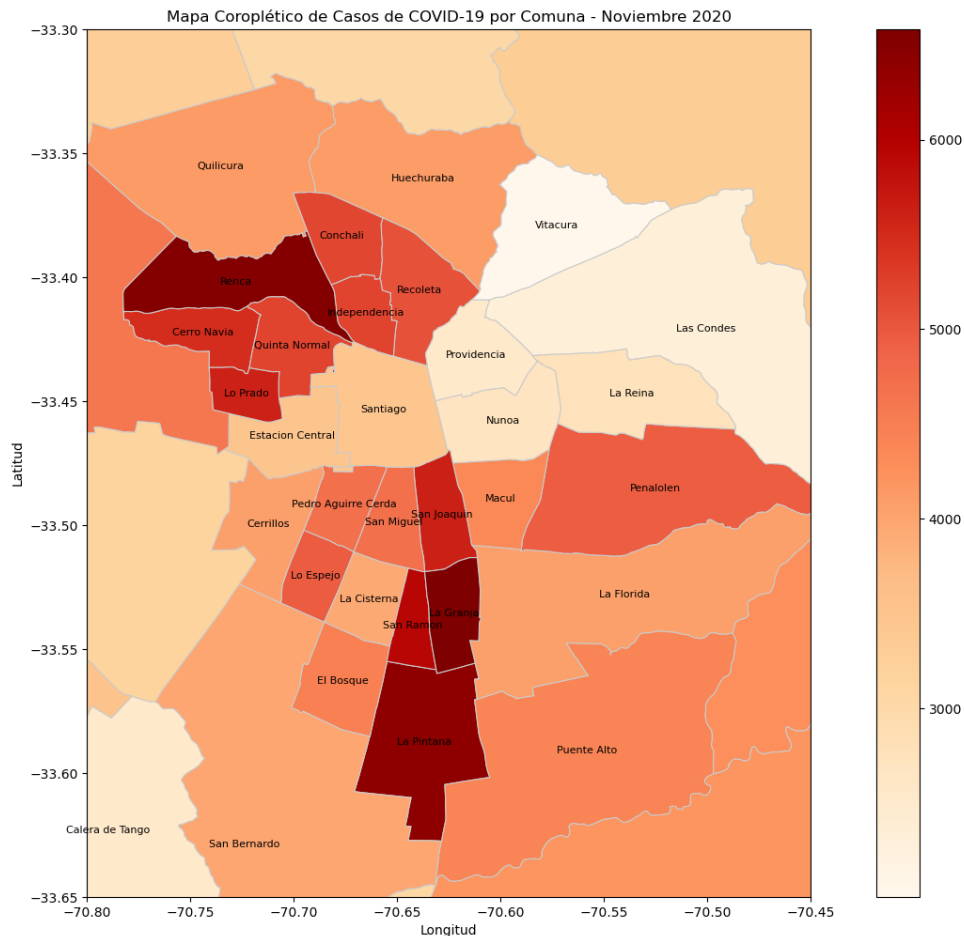 Mapa Coroplético de Casos de COVID-19 por Comuna - Noviembre 2020
−33.30
−33.35
−33.40
−33.45
−33.50
−33.55
−33.60
−33.65
Latitud
Quilicura
Huechuraba
Vitacura
Conchali
Renca
Recoleta
Independencia
Las Condes
Cerro Navia
Quinta Normal
Providencia
Lo Prado
La Reina
Santiago
Nunoa
Estacion Central
Penalolen
Macul
Pedro Aguirre Cerda
San Joaquin
Cerrillos
San Miguel
Lo Espejo
La Cisterna
La Florida
La Granja
San Ramon
El Bosque
La Pintana
Puente Alto
Calera de Tango
San Bernardo
−70.80
−70.75
−70.70
−70.65
−70.60
−70.55
−70.50
−70.45
Longitud
6000
5000
4000
3000